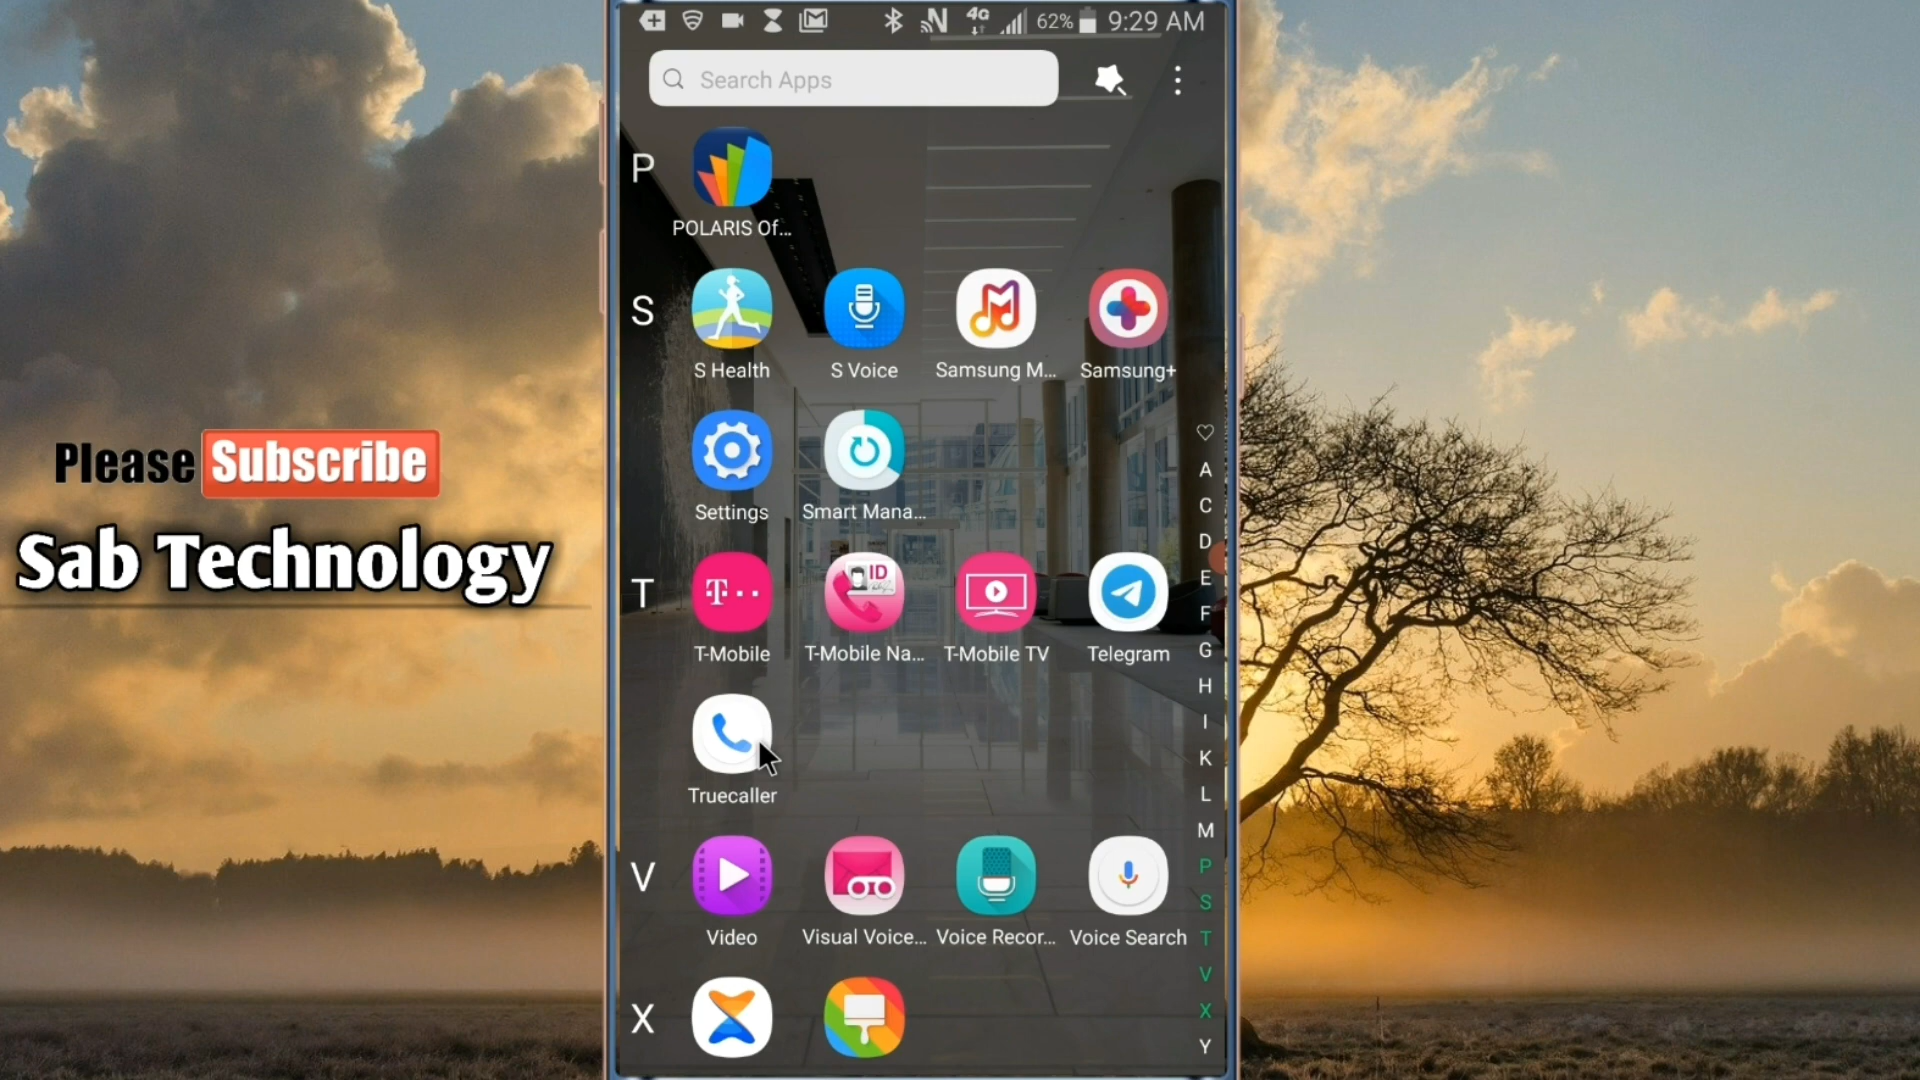 4G 62% 9:29 AM
Search Apps
P
POLARIS Of...
S
S Health S Voice Samsung M... Samsung+
Settings Smart Mana...
T
T·· ID
T-Mobile T-Mobile Na... T-Mobile TV Telegram
Truecaller
V
Video Visual Voice... Voice Recor... Voice Search
X
A
C
D
E
F
G
H
I
K
L
M
P
S
T
V
X
Y
Please Subscribe
Sab Technology